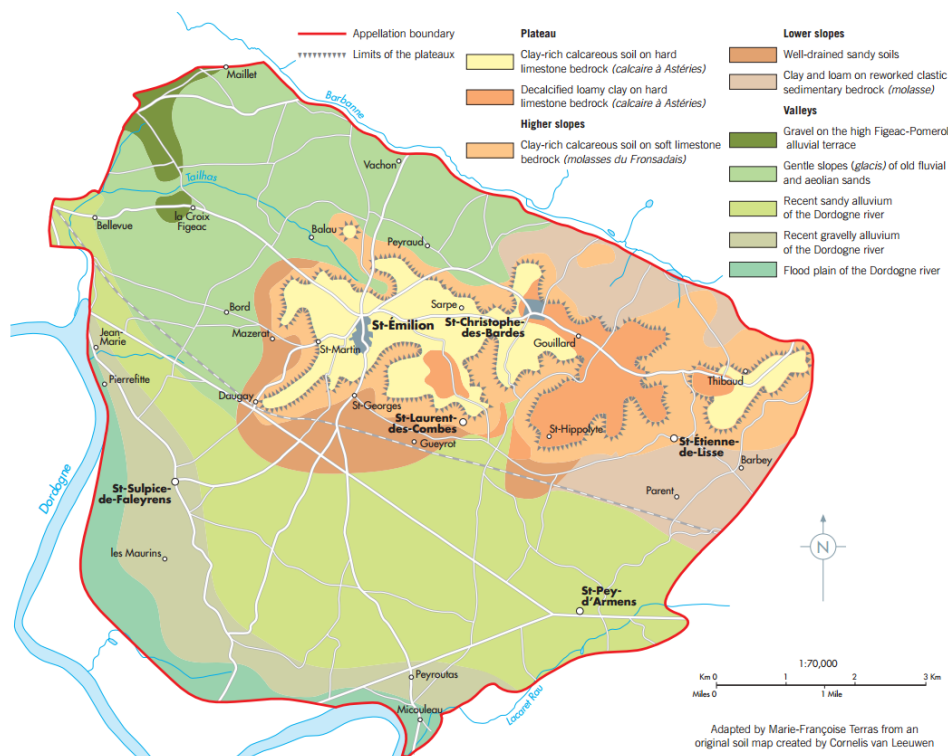 Appellation boundary
Limits of the plateaux
Plateau
Clay-rich calcareous soil on hard
limestone bedrock (calcaire à Astéries)
Decalcified loamy clay on hard
limestone bedrock (calcaire à Astéries)
Higher slopes
Clay-rich calcareous soil on soft limestone
bedrock (molasses du Fronsadais)
Lower slopes
Well-drained sandy soils
Clay and loam on reworked clastic
sedimentary bedrock (molasse)
Valleys
Gravel on the high Figeac-Pomerol
alluvial terrace
Gentle slopes (glacis) of old fluvial
and aeolian sands
Recent sandy alluvium
of the Dordogne river
Recent gravelly alluvium
of the Dordogne river
Flood plain of the Dordogne river
Maillet
Barbanne
Vachon
Tailhas
la Croix
Figeac
Bellevue
Balau
Peyraud
Bord
Sarpe
St-Émilion
St-Christophe-
des-Bardes
Mazerat
St-Martin
Gouillard
Jean-
Marie
Pierrefitte
Thibaud
Daugay
St-Georges
St-Laurent-
des-Combes
Gueyrot
St-Hippolyte
St-Étienne-
de-Lisse
Barbey
Parent
Dordogne
St-Sulpice-
de-Faleyrens
les Maurins
N
St-Pey-
d'Armens
Peyroutas
Micouleau
Lacaret Rau
1:70,000
Km 0 1 2 3 Km
Miles 0 1 Mile
Adapted by Marie-Françoise Terras from an
original soil map created by Cornelis van Leeuwen